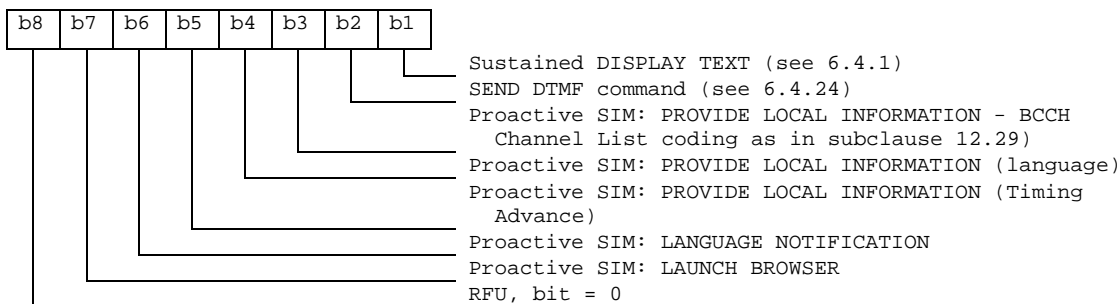 b8 b7 b6 b5 b4 b3 b2 b1
Sustained DISPLAY TEXT (see 6.4.1)
SEND DTMF command (see 6.4.24)
Proactive SIM: PROVIDE LOCAL INFORMATION - BCCH
Channel List coding as in subclause 12.29)
Proactive SIM: PROVIDE LOCAL INFORMATION (language)
Proactive SIM: PROVIDE LOCAL INFORMATION (Timing
Advance)
Proactive SIM: LANGUAGE NOTIFICATION
Proactive SIM: LAUNCH BROWSER
RFU, bit = 0